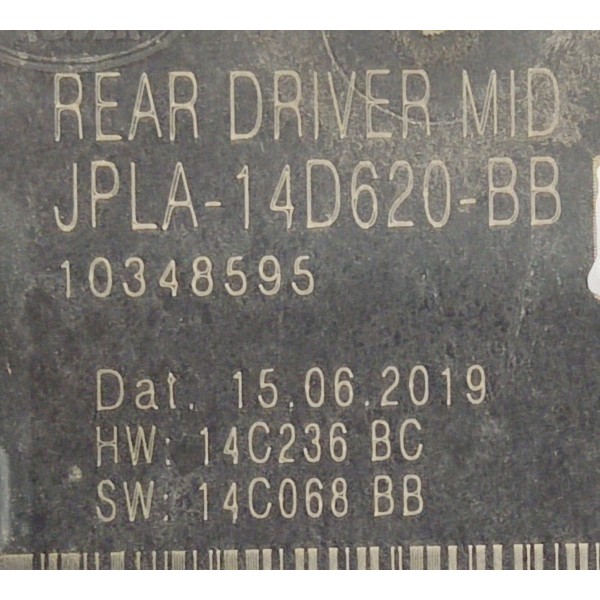 REAR DRIVER MID
JPLA-14D620-BB
10348595
Dat. 15.06.2019
HW: 14C236 BC
SW: 14C068 BB